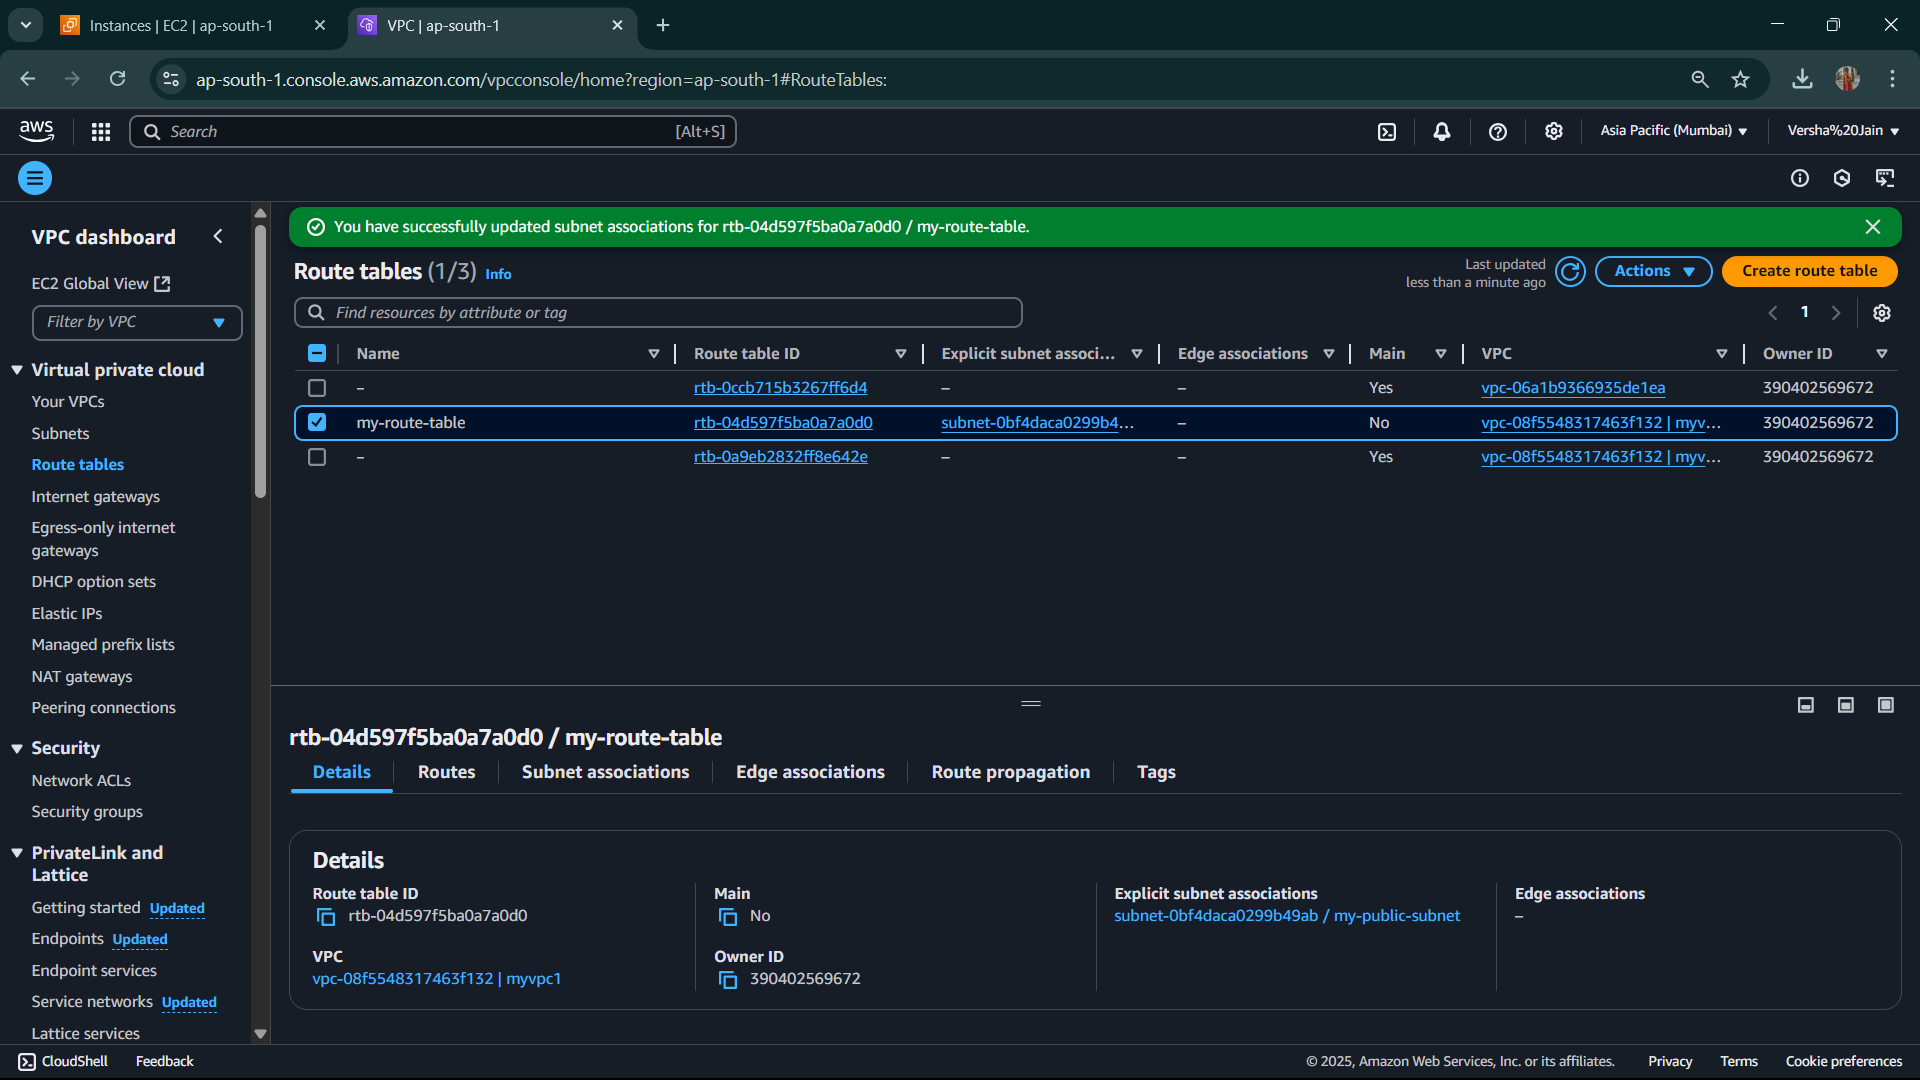 Instances | EC2 | ap-south-1
VPC | ap-south-1
ap-south-1.console.aws.amazon.com/vpcconsole/home?region=ap-south-1#RouteTables:
aws
Search
[Alt+S]
Asia Pacific (Mumbai)
Versha%20Jain
VPC dashboard
EC2 Global View
Filter by VPC
Virtual private cloud
Your VPCs
Subnets
Route tables
Internet gateways
Egress-only internet
gateways
DHCP option sets
Elastic IPs
Managed prefix lists
NAT gateways
Peering connections
Security
Network ACLs
Security groups
PrivateLink and
Lattice
Getting started Updated
Endpoints Updated
Endpoint services
Service networks Updated
Lattice services
You have successfully updated subnet associations for rtb-04d597f5ba0a7a0d0 / my-route-table.
Route tables (1/3) Info
Last updated
less than a minute ago
Actions
Create route table
Find resources by attribute or tag
1
Name Route table ID Explicit subnet associ... Edge associations Main VPC Owner ID
– rtb-0ccb715b3267ff6d4 – – Yes vpc-06a1b9366935de1ea 390402569672
my-route-table rtb-04d597f5ba0a7a0d0 subnet-0bf4daca0299b4... – No vpc-08f5548317463f132 | myv... 390402569672
– rtb-0a9eb2832ff8e642e – – Yes vpc-08f5548317463f132 | myv... 390402569672
rtb-04d597f5ba0a7a0d0 / my-route-table
Details Routes Subnet associations Edge associations Route propagation Tags
Details
Route table ID
rtb-04d597f5ba0a7a0d0
Main
No
Explicit subnet associations
subnet-0bf4daca0299b49ab / my-public-subnet
Edge associations
–
VPC
vpc-08f5548317463f132 | myvpc1
Owner ID
390402569672
CloudShell Feedback © 2025, Amazon Web Services, Inc. or its affiliates. Privacy Terms Cookie preferences